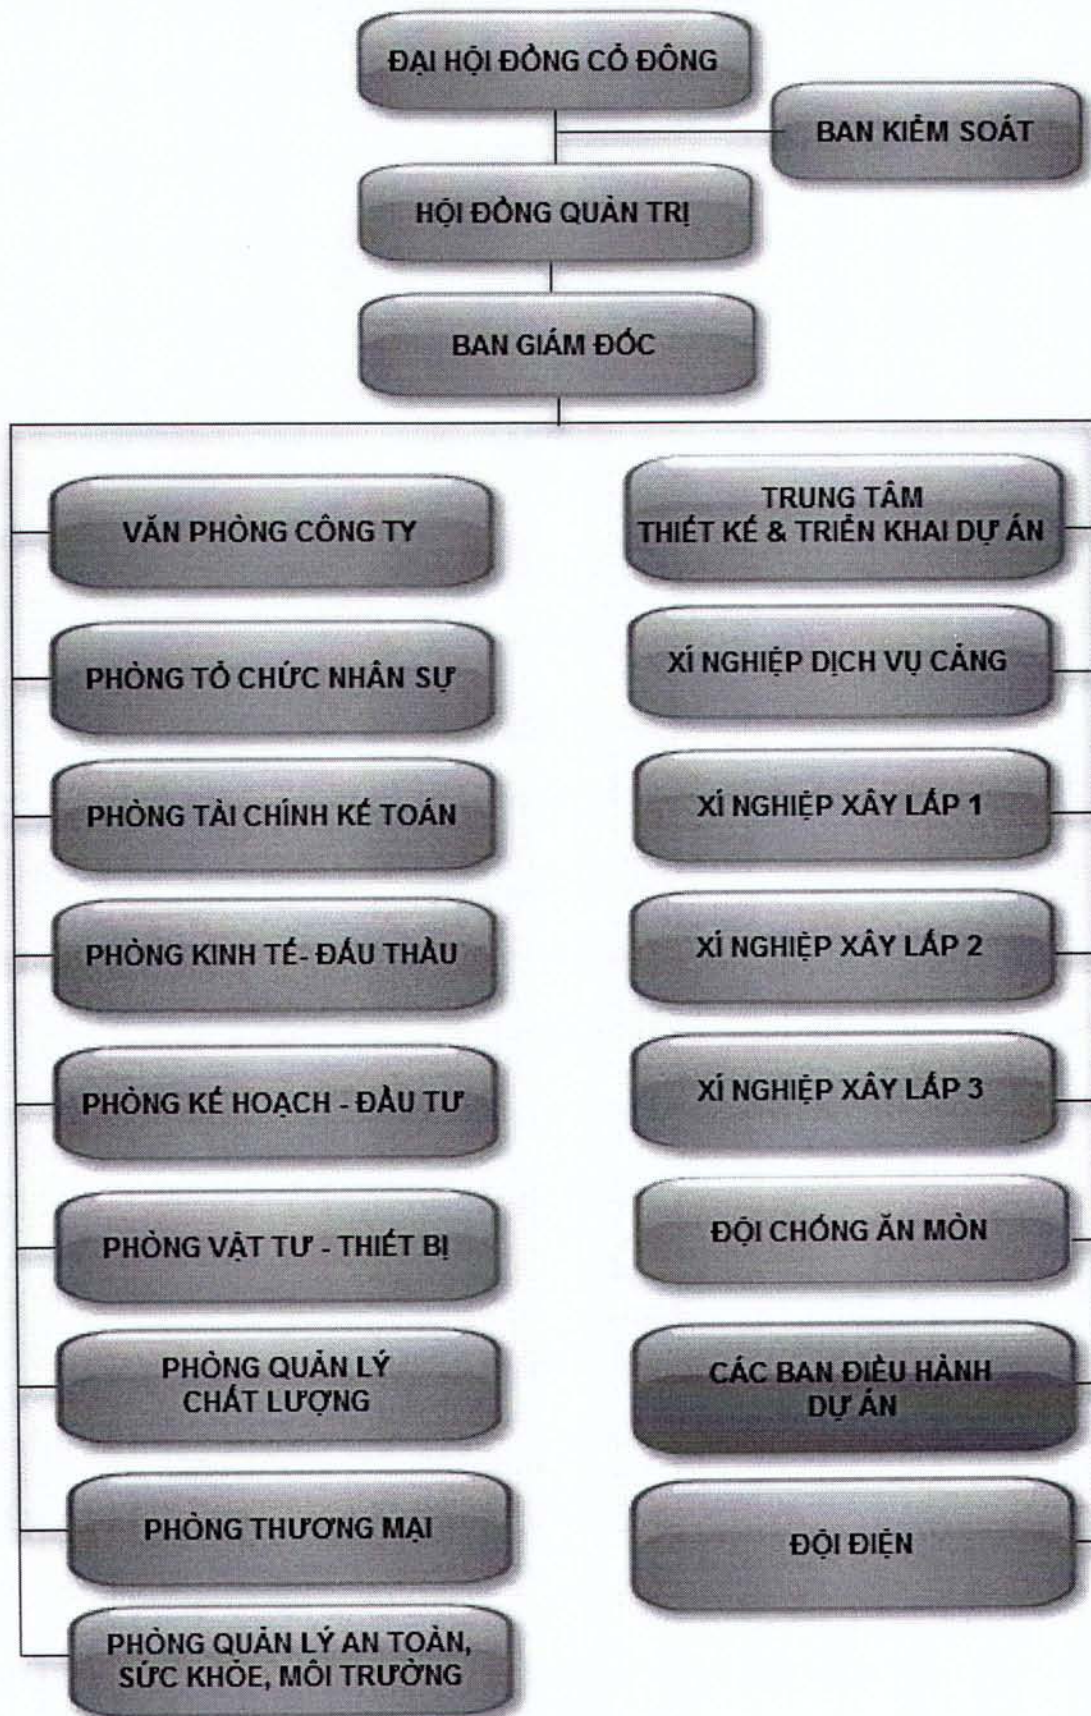 ĐẠI HỘI ĐỒNG CỔ ĐÔNG
BAN KIỂM SOÁT
HỘI ĐỒNG QUẢN TRỊ
BAN GIÁM ĐỐC
VĂN PHÒNG CÔNG TY
PHÒNG TỔ CHỨC NHÂN SỰ
PHÒNG TÀI CHÍNH KẾ TOÁN
PHÒNG KINH TẾ- ĐẤU THẦU
PHÒNG KẾ HOẠCH - ĐẦU TƯ
PHÒNG VẬT TƯ - THIẾT BỊ
PHÒNG QUẢN LÝ
CHẤT LƯỢNG
PHÒNG THƯƠNG MẠI
PHÒNG QUẢN LÝ AN TOÀN,
SỨC KHỎE, MÔI TRƯỜNG
TRUNG TÂM
THIẾT KẾ & TRIỂN KHAI DỰ ÁN
XÍ NGHIỆP DỊCH VỤ CẢNG
XÍ NGHIỆP XÂY LẮP 1
XÍ NGHIỆP XÂY LẮP 2
XÍ NGHIỆP XÂY LẮP 3
ĐỘI CHỐNG ĂN MÒN
CÁC BAN ĐIỀU HÀNH
DỰ ÁN
ĐỘI ĐIỆN